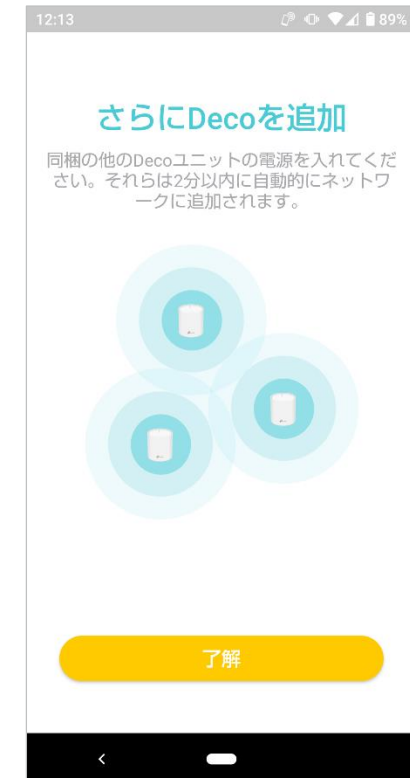 12:13
89%
さらにDecoを追加
同梱の他のDecoユニットの電源を入れてくだ
さい。それらは2分以内に自動的にネットワ
ークに追加されます。
了解